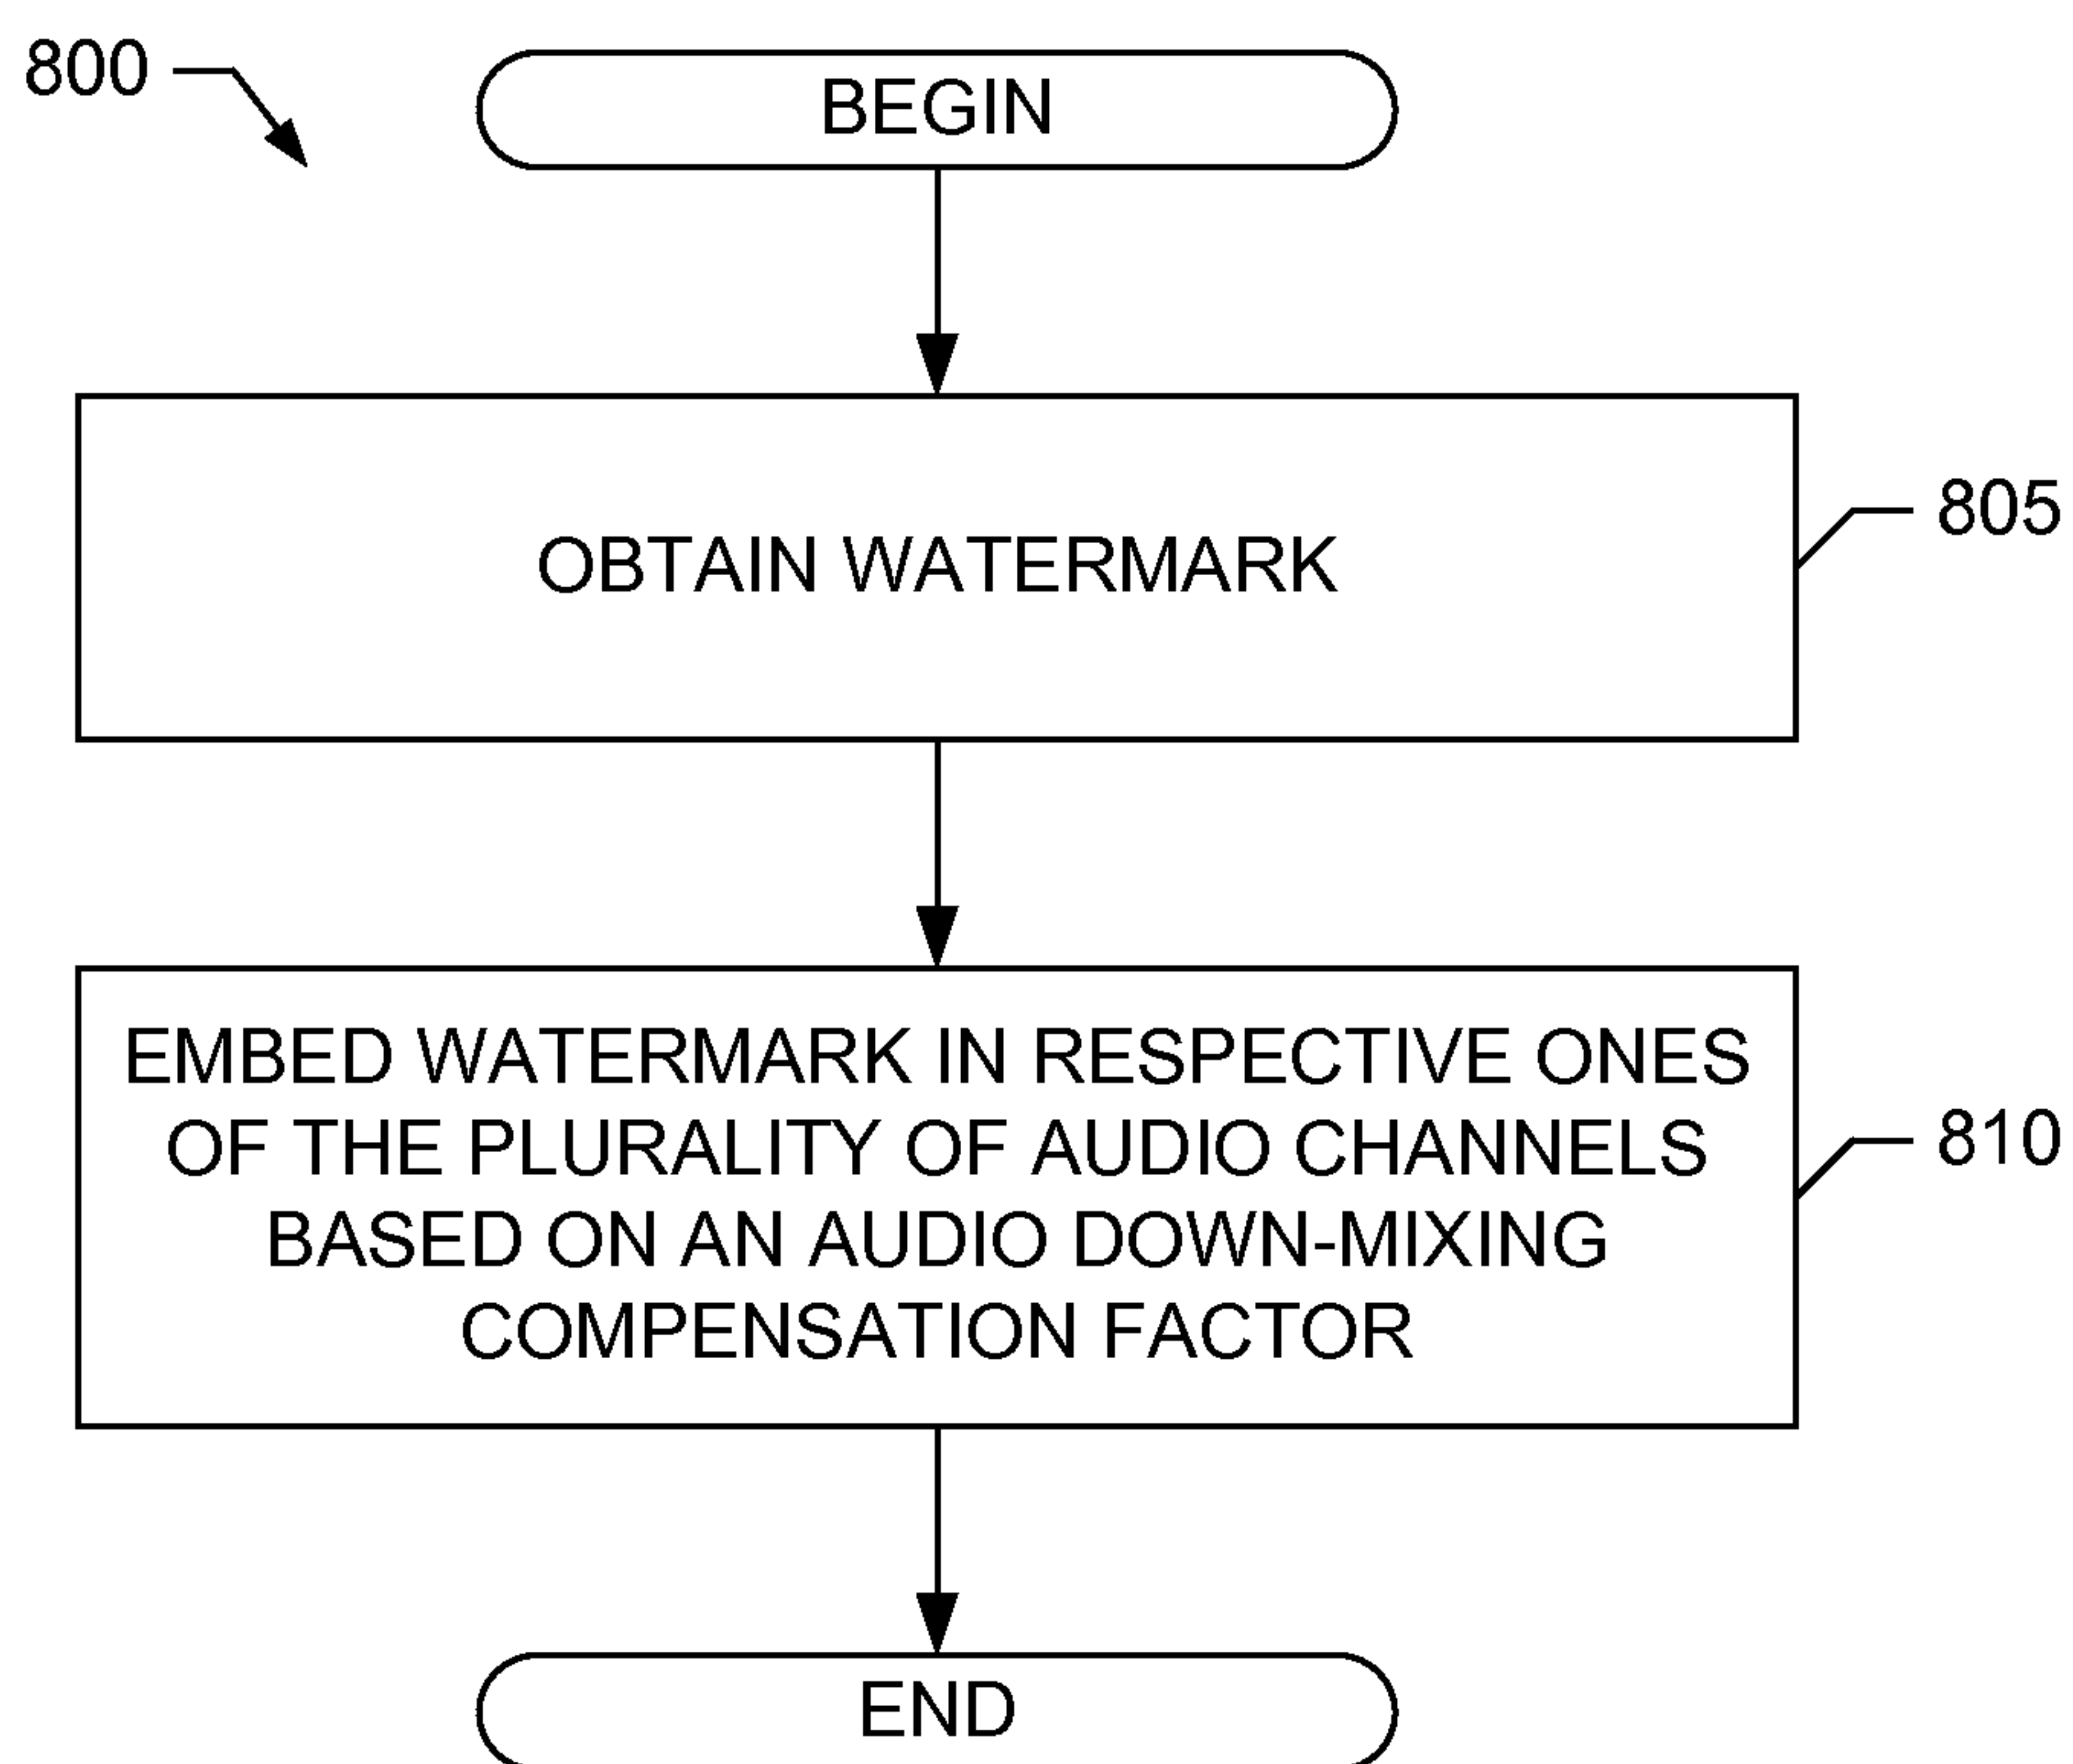 800
BEGIN
OBTAIN WATERMARK
805
EMBED WATERMARK IN RESPECTIVE ONES
OF THE PLURALITY OF AUDIO CHANNELS
BASED ON AN AUDIO DOWN-MIXING
COMPENSATION FACTOR
810
END